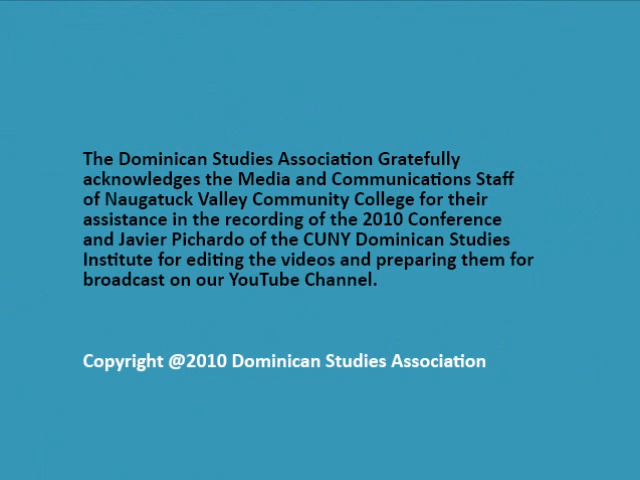 The Dominican Studies Association Gratefully
acknowledges the Media and Communications Staff
of Naugatuck Valley Community College for their
assistance in the recording of the 2010 Conference
and Javier Pichardo of the CUNY Dominican Studies
Institute for editing the videos and preparing them for
broadcast on our YouTube Channel.
Copyright @2010 Dominican Studies Association